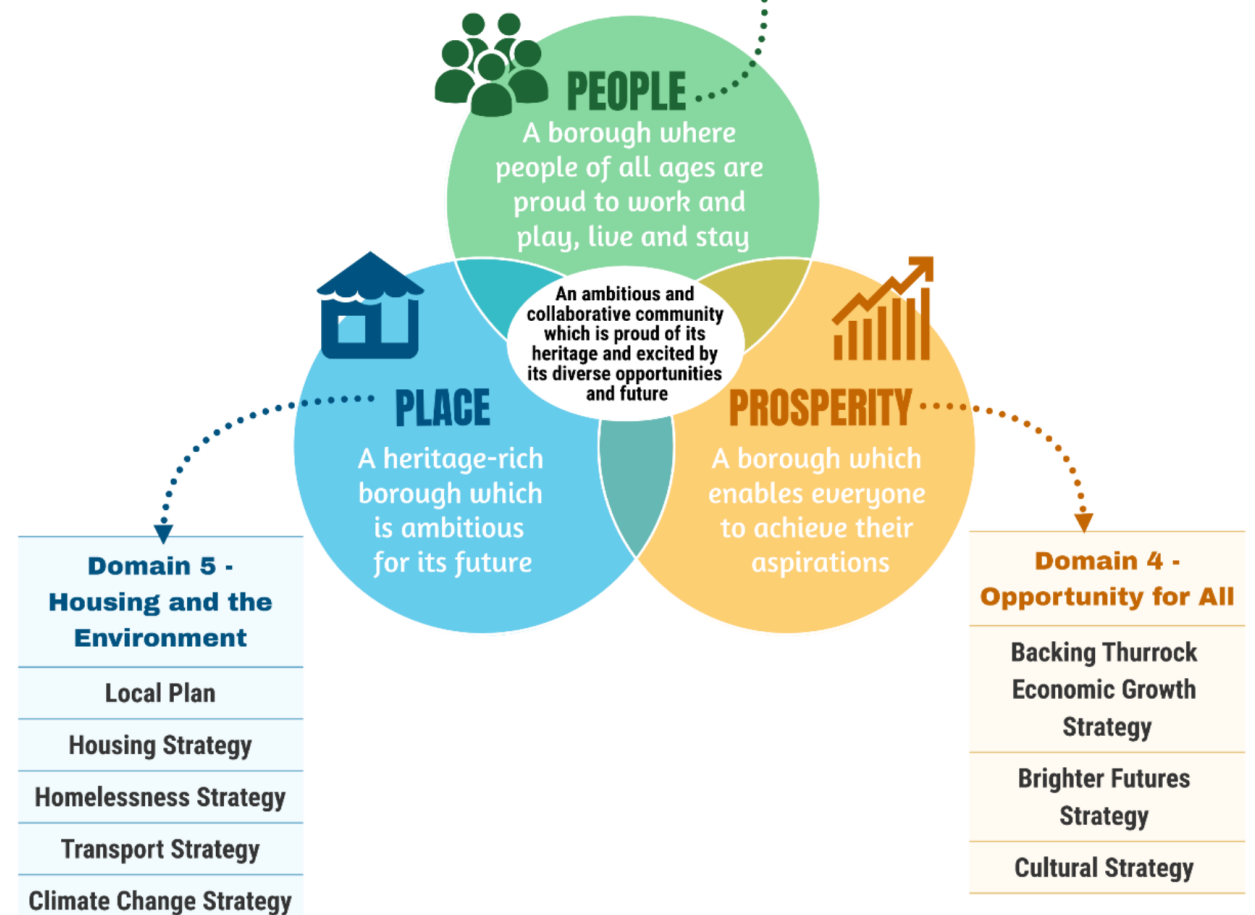 PEOPLE
A borough where
people of all ages are
proud to work and
play, live and stay
An ambitious and
collaborative community
which is proud of its
heritage and excited by
its diverse opportunities
and future
PLACE
A heritage-rich
borough which
is ambitious
for its future
PROSPERITY
A borough which
enables everyone
to achieve their
aspirations
Domain 5 -
Housing and the
Environment
Local Plan
Housing Strategy
Homelessness Strategy
Transport Strategy
Climate Change Strategy
Domain 4 -
Opportunity for All
Backing Thurrock
Economic Growth
Strategy
Brighter Futures
Strategy
Cultural Strategy